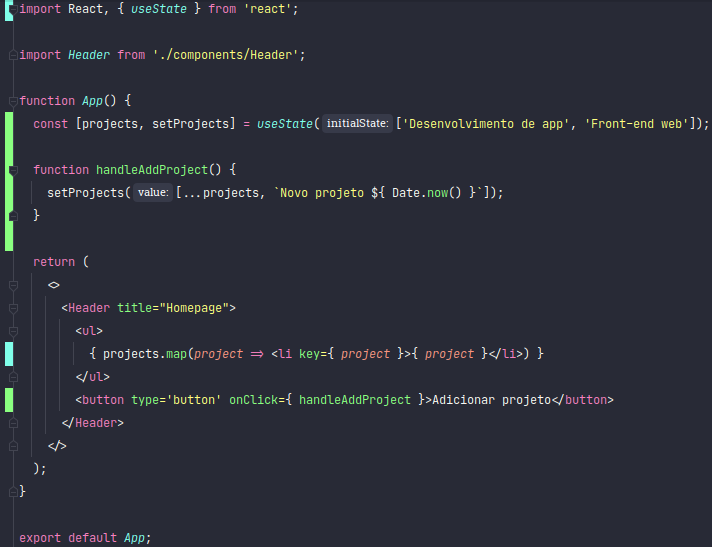 import React, { useState } from 'react';
import Header from './components/Header';
function App() {
  const [projects, setProjects] = useState( initialState: ['Desenvolvimento de app', 'Front-end web']);
  function handleAddProject() {
    setProjects( value: [...projects, `Novo projeto ${ Date.now() }`]);
  }
  return (
    <>
      <Header title="Homepage">
        <ul>
          { projects.map(project => <li key={ project }>{ project }</li>) }
        </ul>
        <button type='button' onClick={ handleAddProject }>Adicionar projeto</button>
      </Header>
    </>
  );
}
export default App;